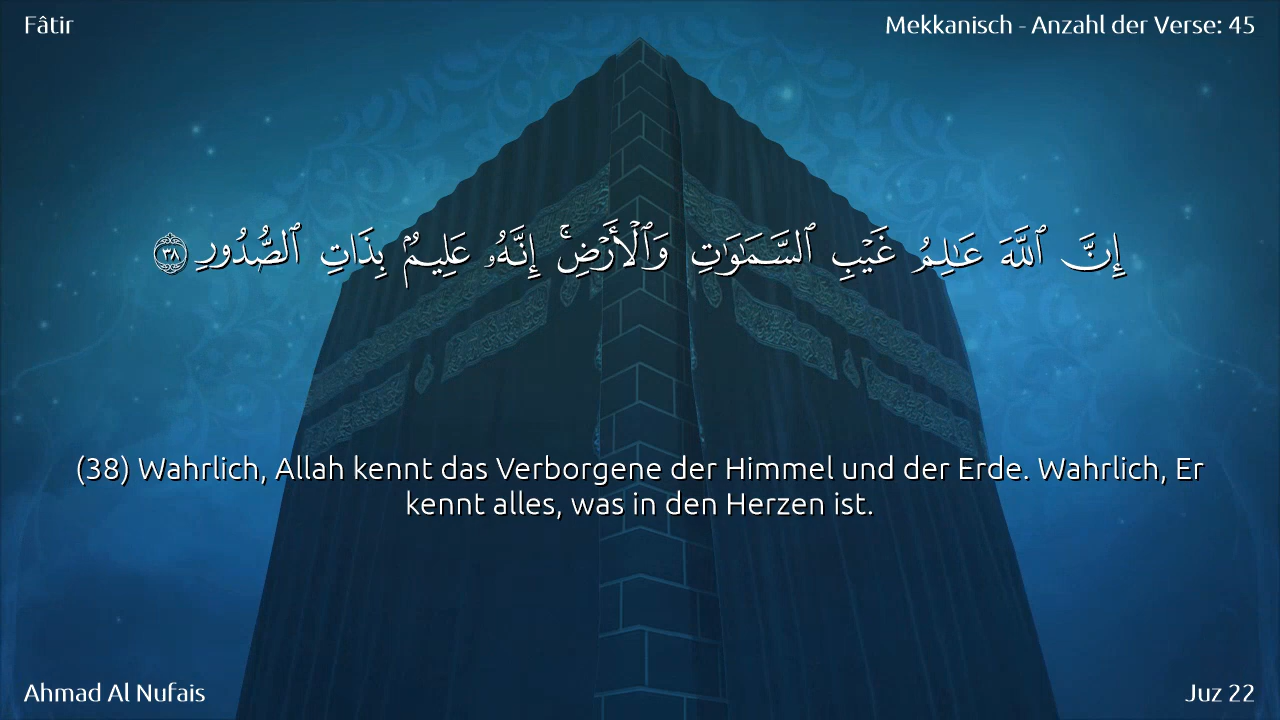 Fâtir
Mekkanisch - Anzahl der Verse: 45
إِنَّ ٱللَّهَ عَـٰلِمُ غَيْبِ ٱلسَّمَـٰوَٰتِ وَٱلْأَرْضِ ۚ إِنَّهُۥ عَلِيمٌۢ بِذَاتِ ٱلصُّدُورِ ٣٨
(38) Wahrlich, Allah kennt das Verborgene der Himmel und der Erde. Wahrlich, Er
kennt alles, was in den Herzen ist.
Ahmad Al Nufais
Juz 22